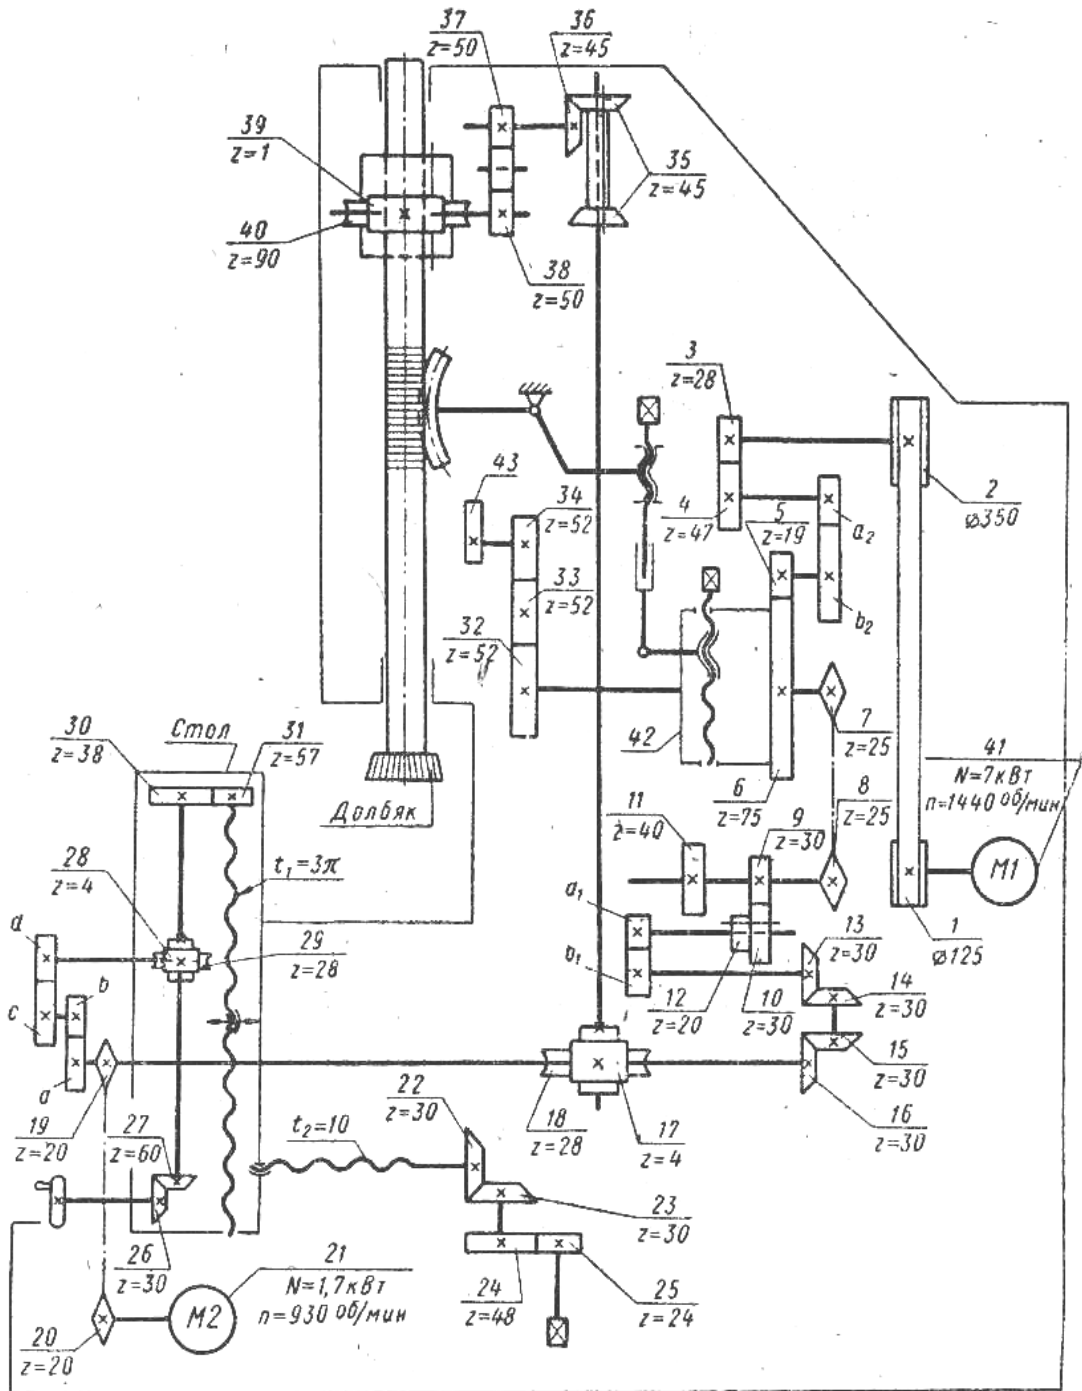 37
z=50
36
z=45
39
z=1
35
z=45
40
z=90
38
z=50
3
z=28
43
34
z=52
4
z=47
5
z=19
a₂
2
ø350
33
z=52
32
z=52
b₂
Стол
30
z=38
31
z=57
42
7
z=25
41
N=7кВт
n=1440 об/мин
6
z=75
8
z=25
Долбяк
11
z=40
9
z=30
М1
28
z=4
t₁=3π
a₁
d
29
z=28
b₁
13
z=30
1
ø125
b
c
12
z=20
10
z=30
14
z=30
15
z=30
a
22
z=30
16
z=30
19
z=20
27
z=60
t₂=10
18
z=28
17
z=4
23
z=30
26
z=30
21
N=1,7кВт
n=930 об/мин
24
z=48
25
z=24
20
z=20
М2